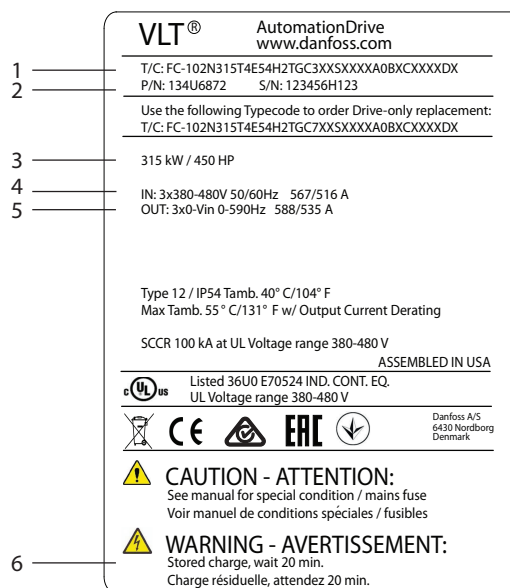 VLT® AutomationDrive
www.danfoss.com
1 T/C: FC-102N315T4E54H2TGC3XXSXXXXA0BXCXXXXDX
2 P/N: 134U6872 S/N: 123456H123
Use the following Typecode to order Drive-only replacement:
T/C: FC-102N315T4E54H2TGC7XXSXXXXA0BXCXXXXDX
3 315 kW / 450 HP
4 IN: 3x380-480V 50/60Hz 567/516 A
5 OUT: 3x0-Vin 0-590Hz 588/535 A
Type 12 / IP54 Tamb. 40° C/104° F
Max Tamb. 55° C/131° F w/ Output Current Derating
SCCR 100 kA at UL Voltage range 380-480 V
ASSEMBLED IN USA
c UL us Listed 36U0 E70524 IND. CONT. EQ.
UL Voltage range 380-480 V
CE EAC Danfoss A/S
6430 Nordborg
Denmark
CAUTION - ATTENTION:
See manual for special condition / mains fuse
Voir manuel de conditions spéciales / fusibles
WARNING - AVERTISSEMENT:
6 Stored charge, wait 20 min.
Charge résiduelle, attendez 20 min.